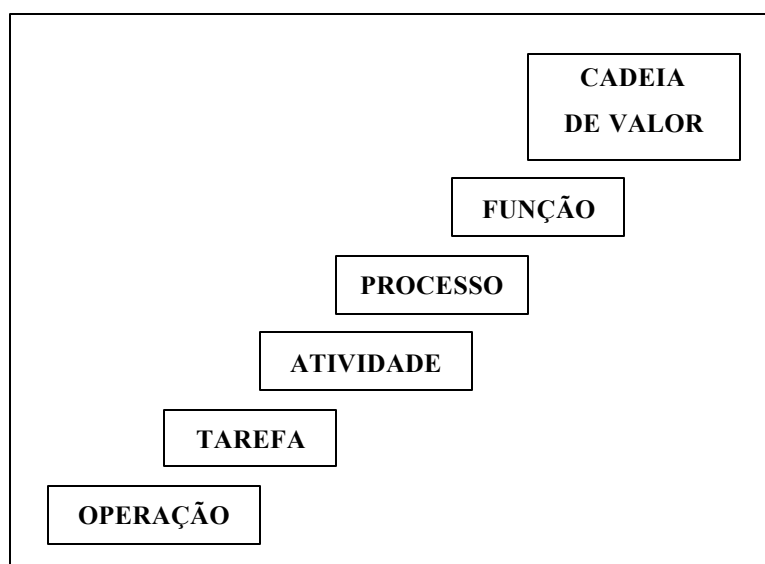 CADEIA
DE VALOR
FUNÇÃO
PROCESSO
ATIVIDADE
TAREFA
OPERAÇÃO